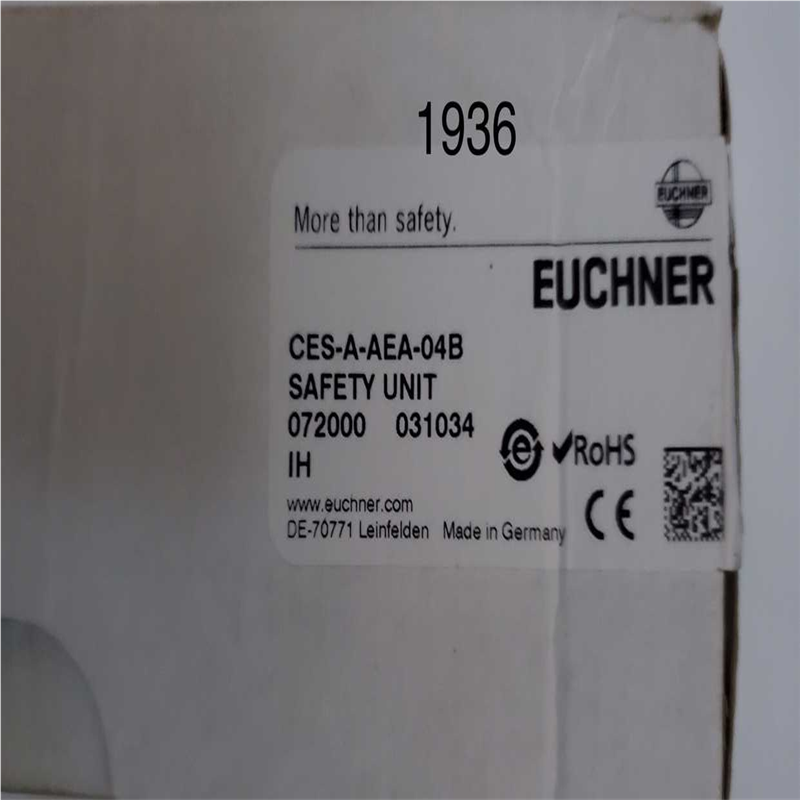 1936
EUCHNER
More than safety.
EUCHNER
CES-A-AEA-04B
SAFETY UNIT
072000 031034
IH
e ✔RoHS
www.euchner.com
DE-70771 Leinfelden Made in Germany
CE